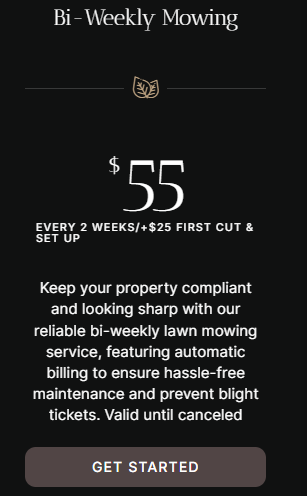 Bi-Weekly Mowing
$55
EVERY 2 WEEKS/+$25 FIRST CUT &
SET UP
Keep your property compliant
and looking sharp with our
reliable bi-weekly lawn mowing
service, featuring automatic
billing to ensure hassle-free
maintenance and prevent blight
tickets. Valid until canceled
GET STARTED